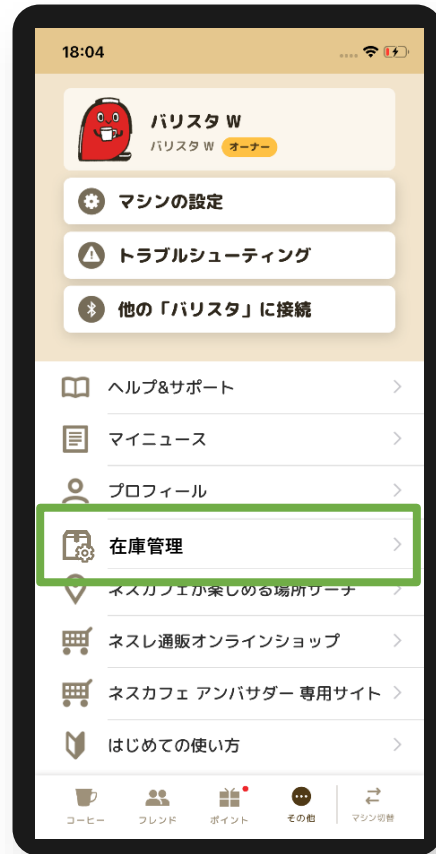 18:04
バリスタ W
バリスタ W オーナー
マシンの設定
トラブルシューティング
他の「バリスタ」に接続
ヘルプ&サポート
マイニュース
プロフィール
在庫管理
ネスカフェが楽しめる場所サーチ
ネスレ通販オンラインショップ
ネスカフェ アンバサダー 専用サイト
はじめての使い方
コーヒー フレンド ポイント その他 マシン切替